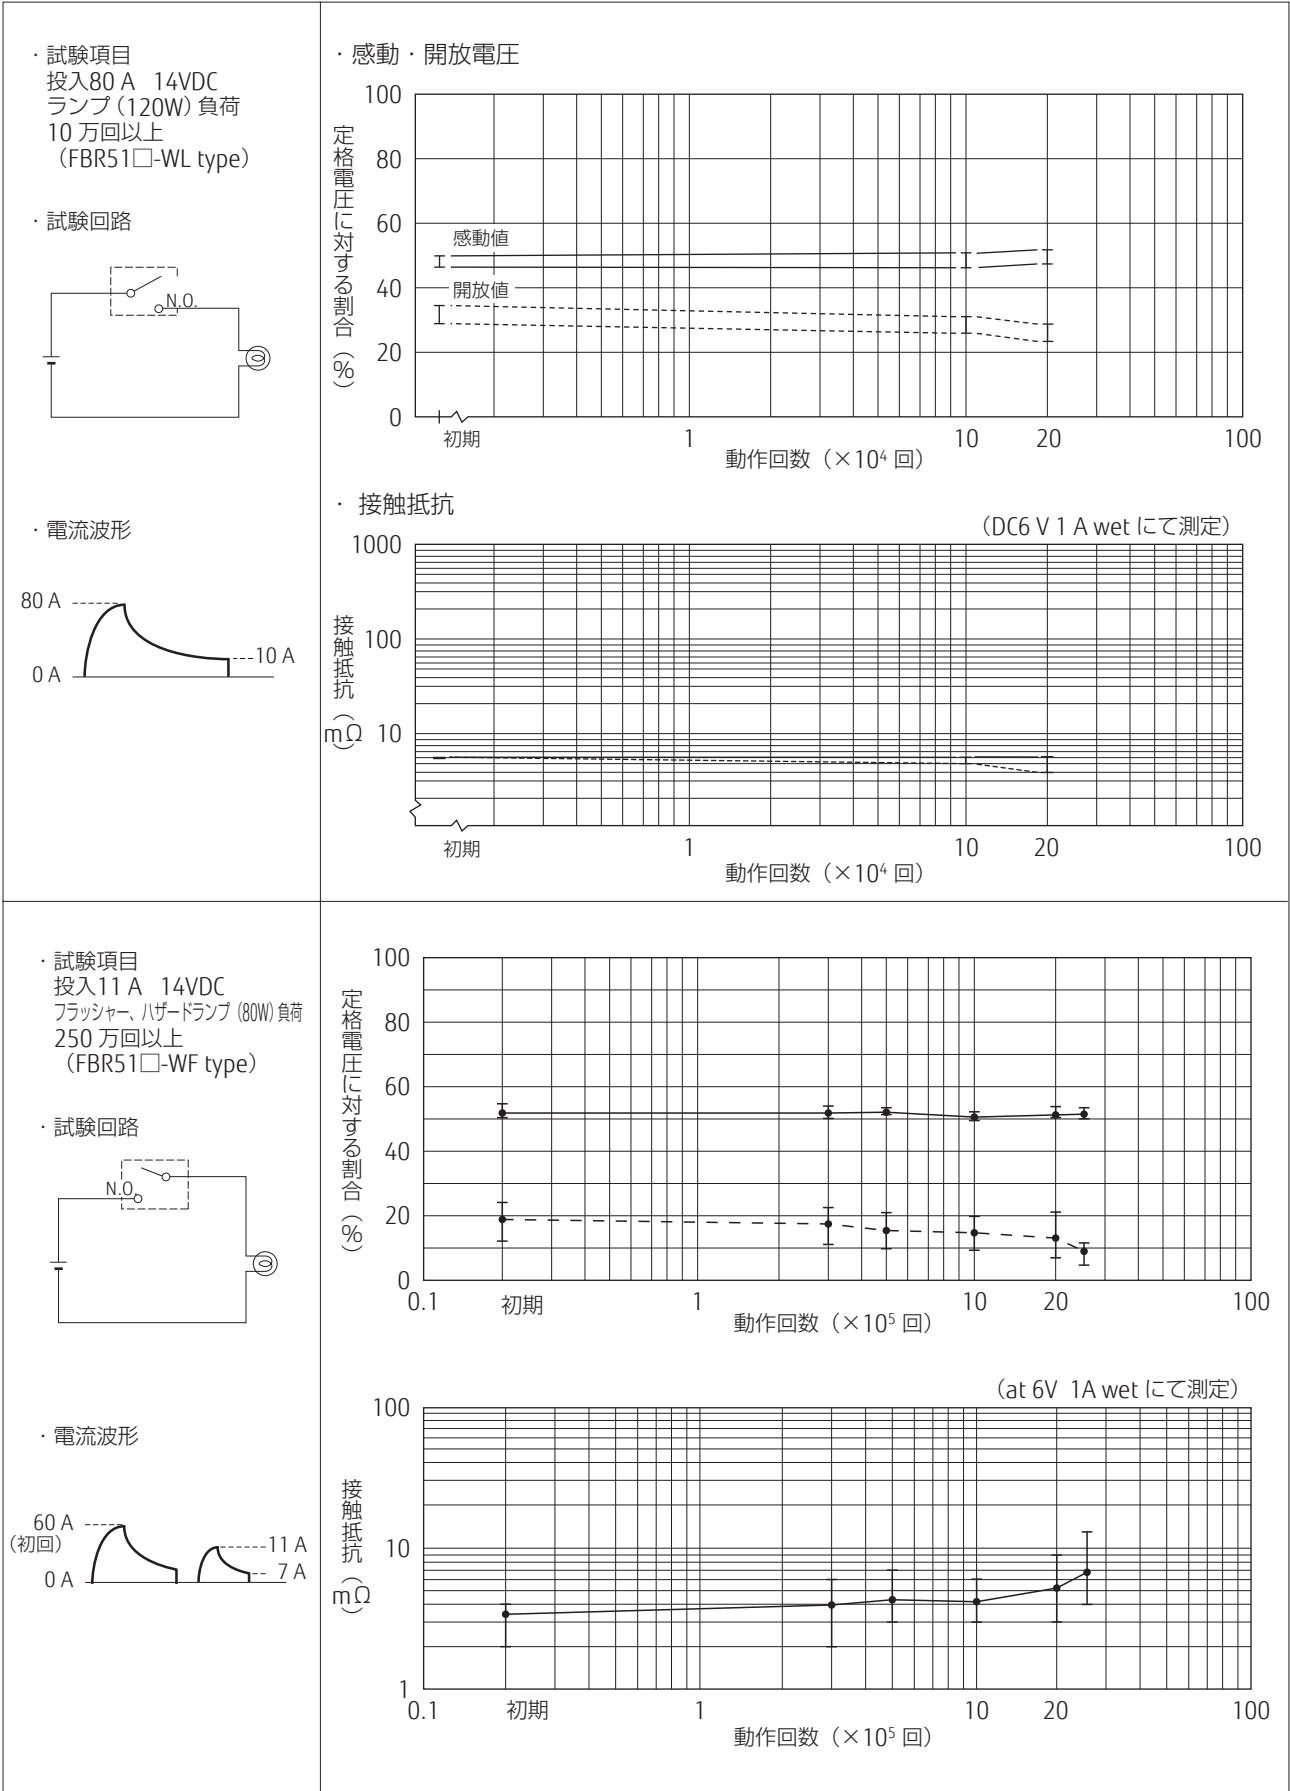 ・試験項目
投入80 A 14VDC
ランプ（120W）負荷
10 万回以上
（FBR51□-WL type）
・試験回路
N.O.
・電流波形
80 A
10 A
0 A
・感動・開放電圧
定格電圧に対する割合（%）
100
80
60
40
20
0
感動値
開放値
初期
1
10
20
100
動作回数（×10⁴ 回）
・ 接触抵抗
（DC6 V 1 A wet にて測定）
接触抵抗（mΩ）
1000
100
10
初期
1
10
20
100
動作回数（×10⁴ 回）
・試験項目
投入11 A 14VDC
フラッシャー、ハザードランプ（80W）負荷
250 万回以上
（FBR51□-WF type）
・試験回路
N.O.
・電流波形
60 A
（初回）
0 A
11 A
7 A
定格電圧に対する割合（%）
100
80
60
40
20
0
0.1
初期
1
10
20
100
動作回数（×10⁵ 回）
（at 6V 1A wet にて測定）
接触抵抗（mΩ）
100
10
1
0.1
初期
1
10
20
100
動作回数（×10⁵ 回）